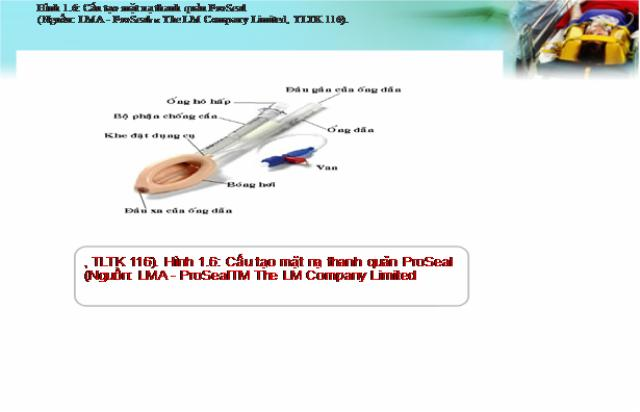 Hình 1.6: Cấu tạo mặt nạ thanh quản ProSeal
(Nguồn: LMA - ProSeal™ The LM Company Limited, TLTK 116).
Đầu gần của ống dẫn
Ống hô hấp
Bộ phận chống cắn
Ống dẫn
Khe đặt dụng cụ
Van
Bóng hơi
Đầu xa của ống dẫn
, TLTK 116). Hình 1.6: Cấu tạo mặt nạ thanh quản ProSeal
(Nguồn: LMA - ProSealTM The LM Company Limited